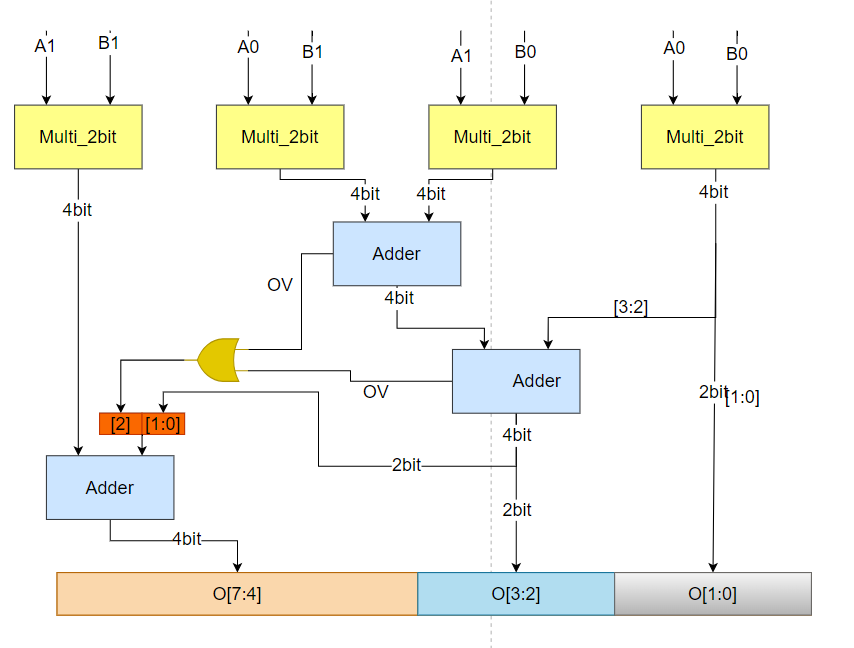 A1
B1
A0
B1
A1
B0
A0
B0
Multi_2bit
Multi_2bit
Multi_2bit
Multi_2bit
4bit
4bit
4bit
4bit
Adder
OV
4bit
[3:2]
Adder
OV
2bit
[1:0]
[2]
[1:0]
4bit
2bit
Adder
2bit
4bit
O[7:4]
O[3:2]
O[1:0]